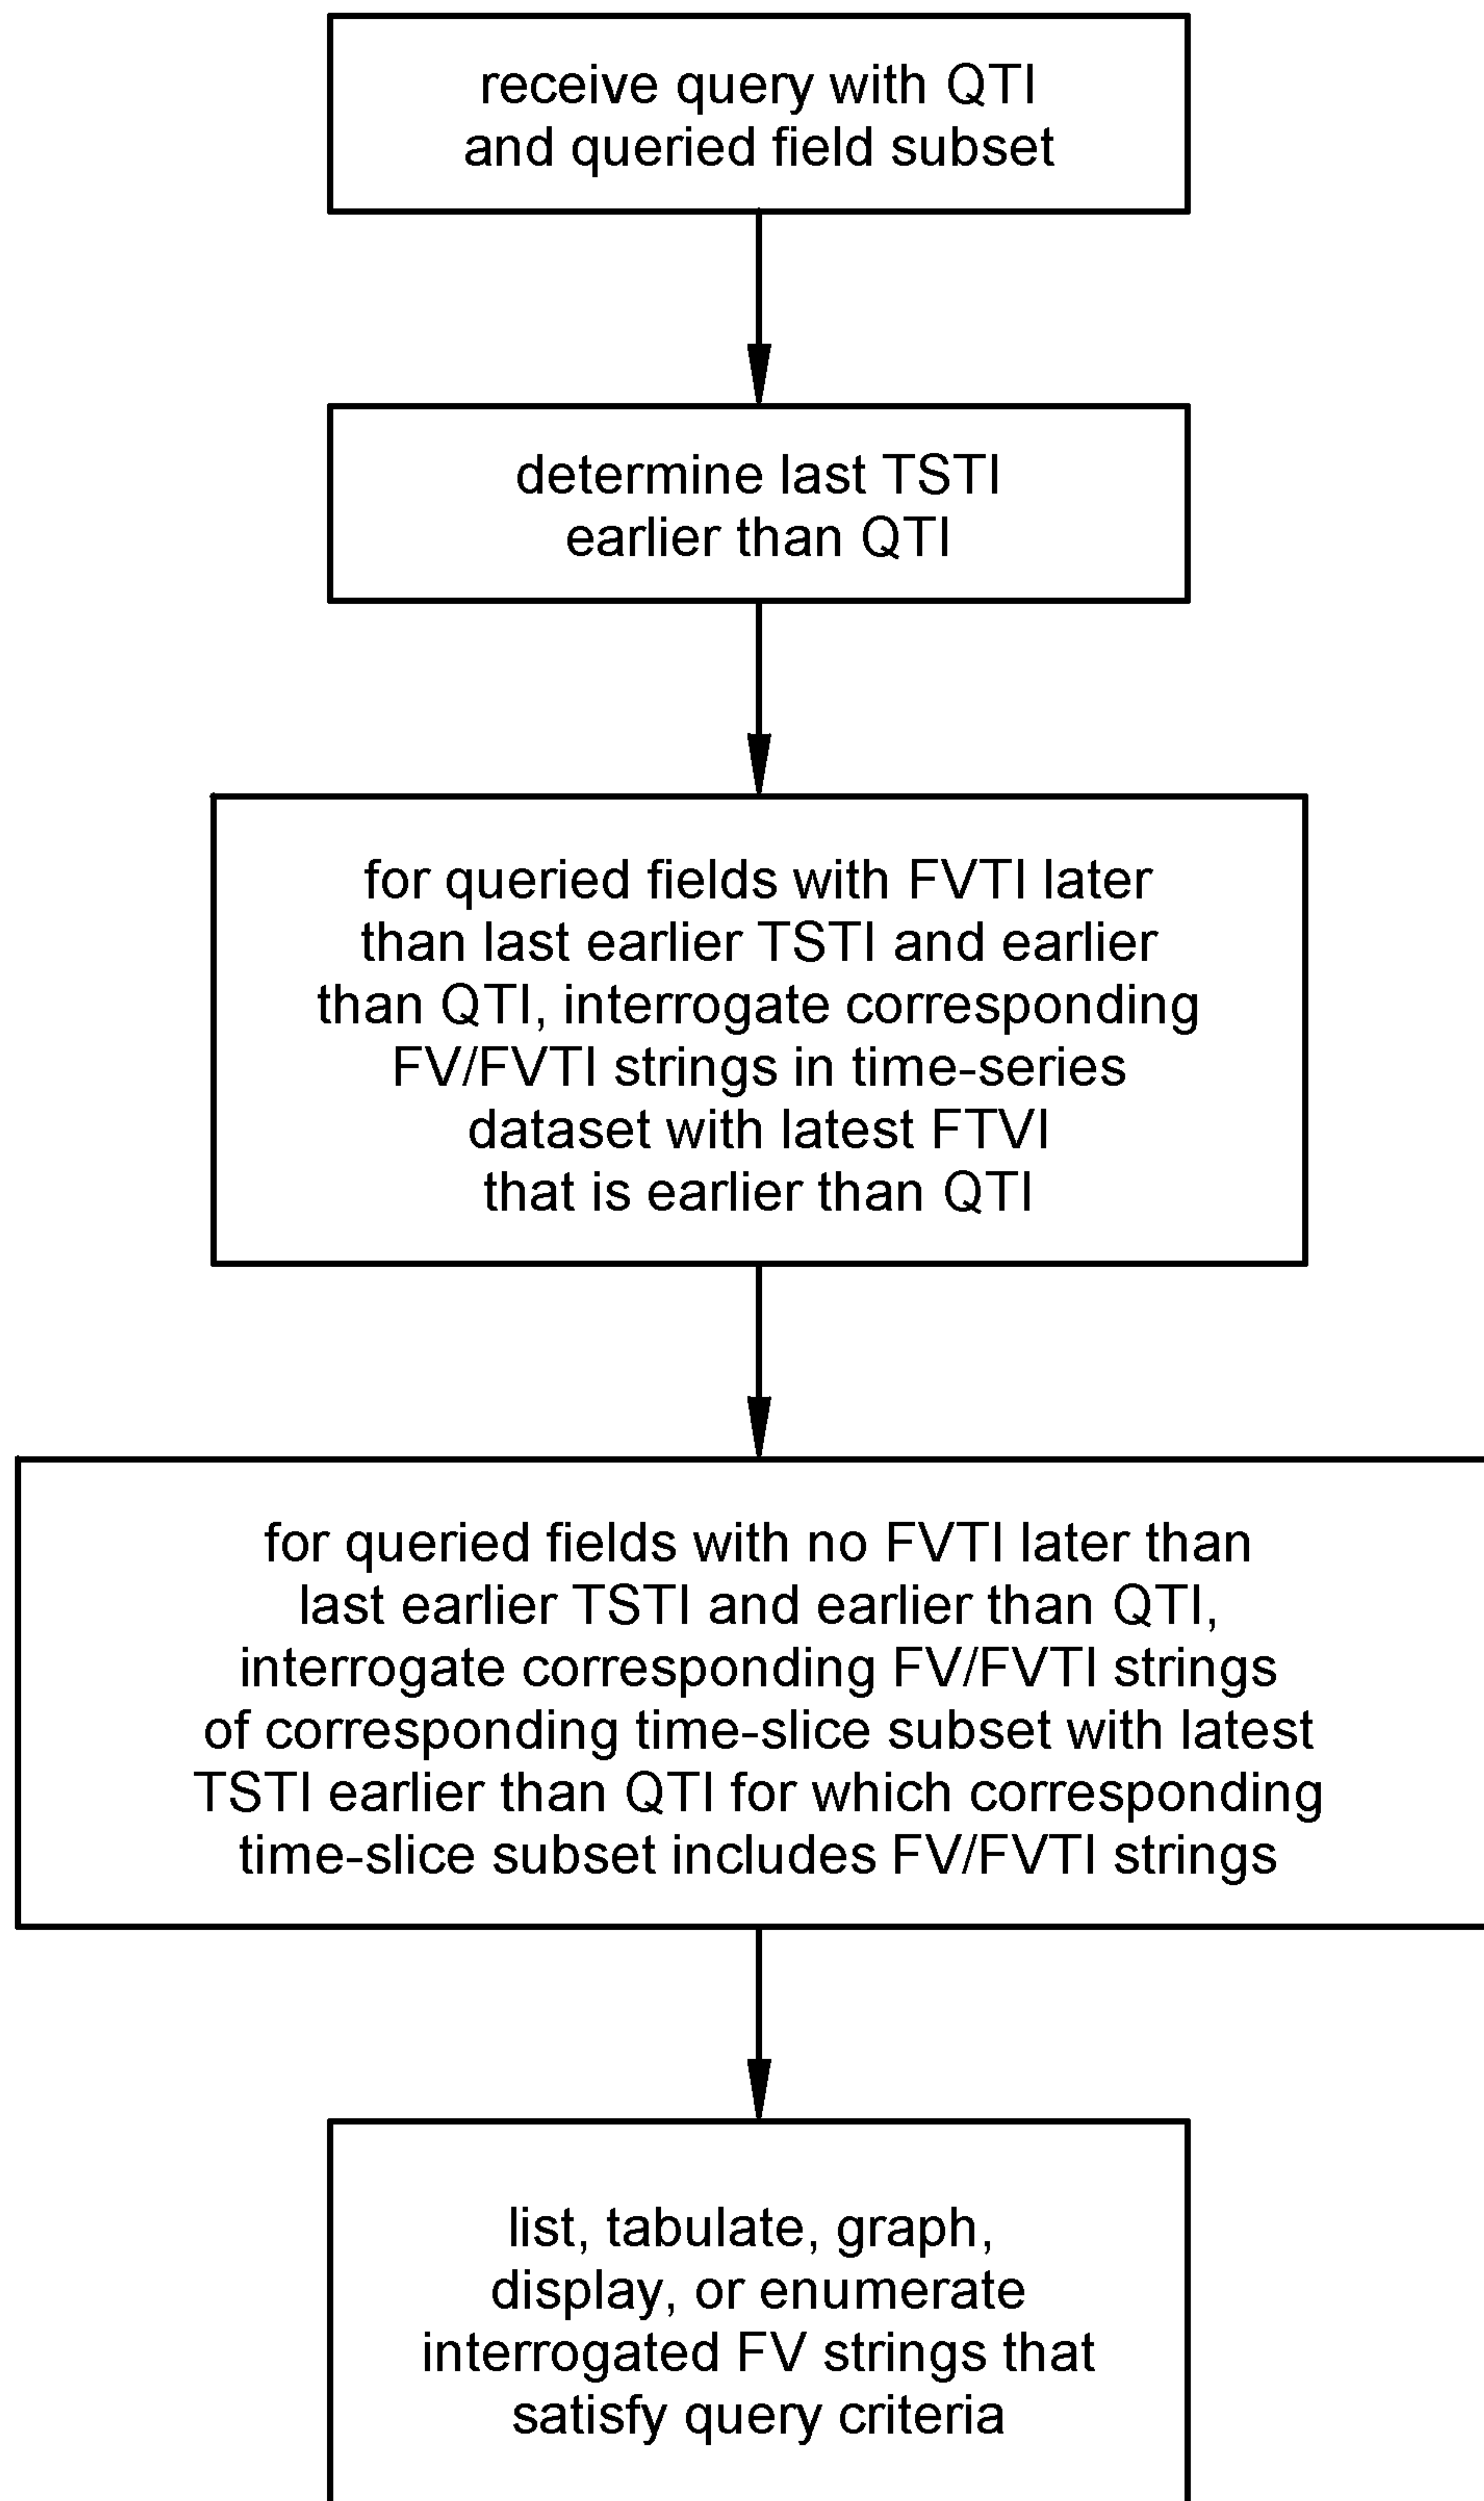 receive query with QTI
and queried field subset
determine last TSTI
earlier than QTI
for queried fields with FVTI later
than last earlier TSTI and earlier
than QTI, interrogate corresponding
FV/FVTI strings in time-series
dataset with latest FTVI
that is earlier than QTI
for queried fields with no FVTI later than
last earlier TSTI and earlier than QTI,
interrogate corresponding FV/FVTI strings
of corresponding time-slice subset with latest
TSTI earlier than QTI for which corresponding
time-slice subset includes FV/FVTI strings
list, tabulate, graph,
display, or enumerate
interrogated FV strings that
satisfy query criteria